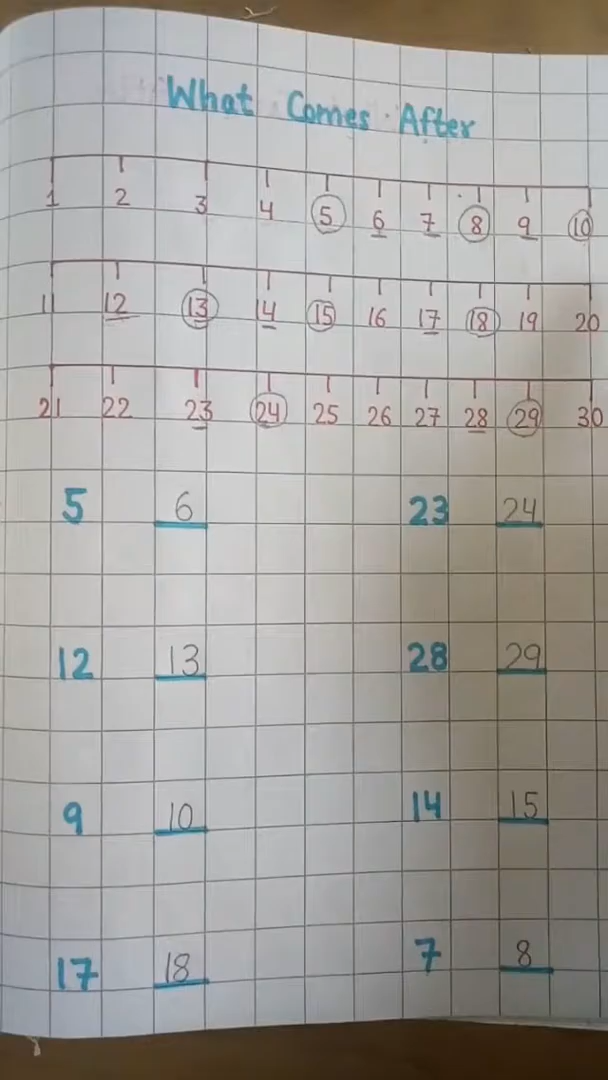 What Comes After
1 2 3 4 5 6 7 8 9 10
11 12 13 14 15 16 17 18 19 20
21 22 23 24 25 26 27 28 29 30
5 6 23 24
12 13 28 29
9 10 14 15
17 18 7 8